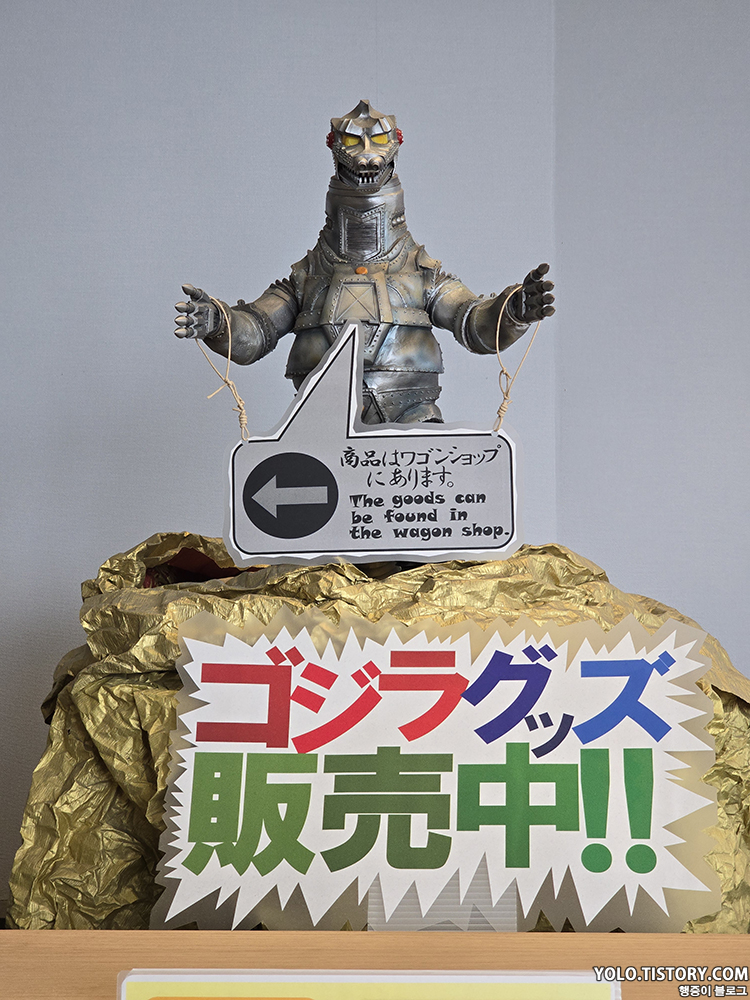 商品はワゴンショップ
にあります。
The goods can
be found in
the wagon shop.
ゴジラグッズ
販売中!!
YOLO.TISTORY.COM
행중이 블로그